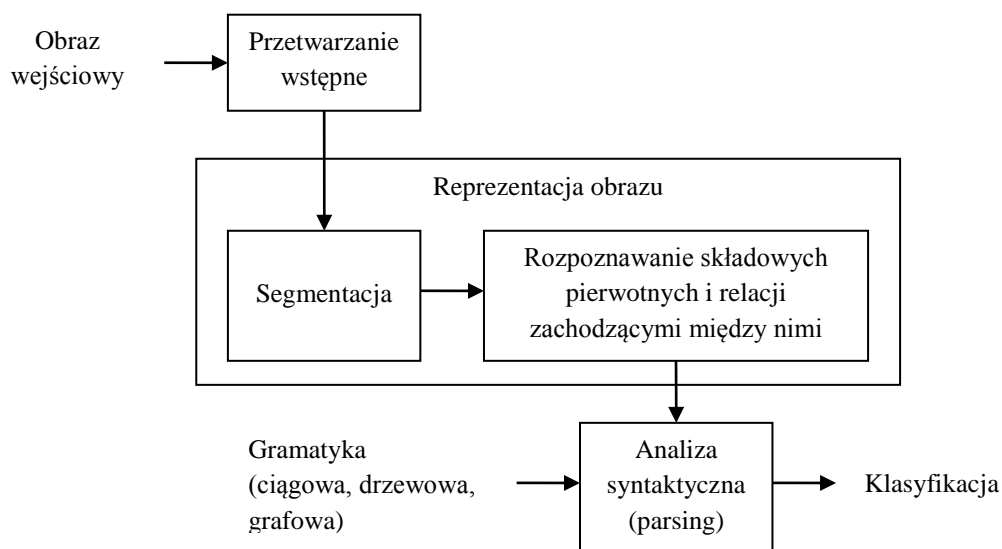 Obraz
wejściowy
Przetwarzanie
wstępne
Reprezentacja obrazu
Segmentacja
Rozpoznawanie składowych
pierwotnych i relacji
zachodzącymi między nimi
Gramatyka
(ciągowa, drzewowa,
grafowa)
Analiza
syntaktyczna
(parsing)
Klasyfikacja